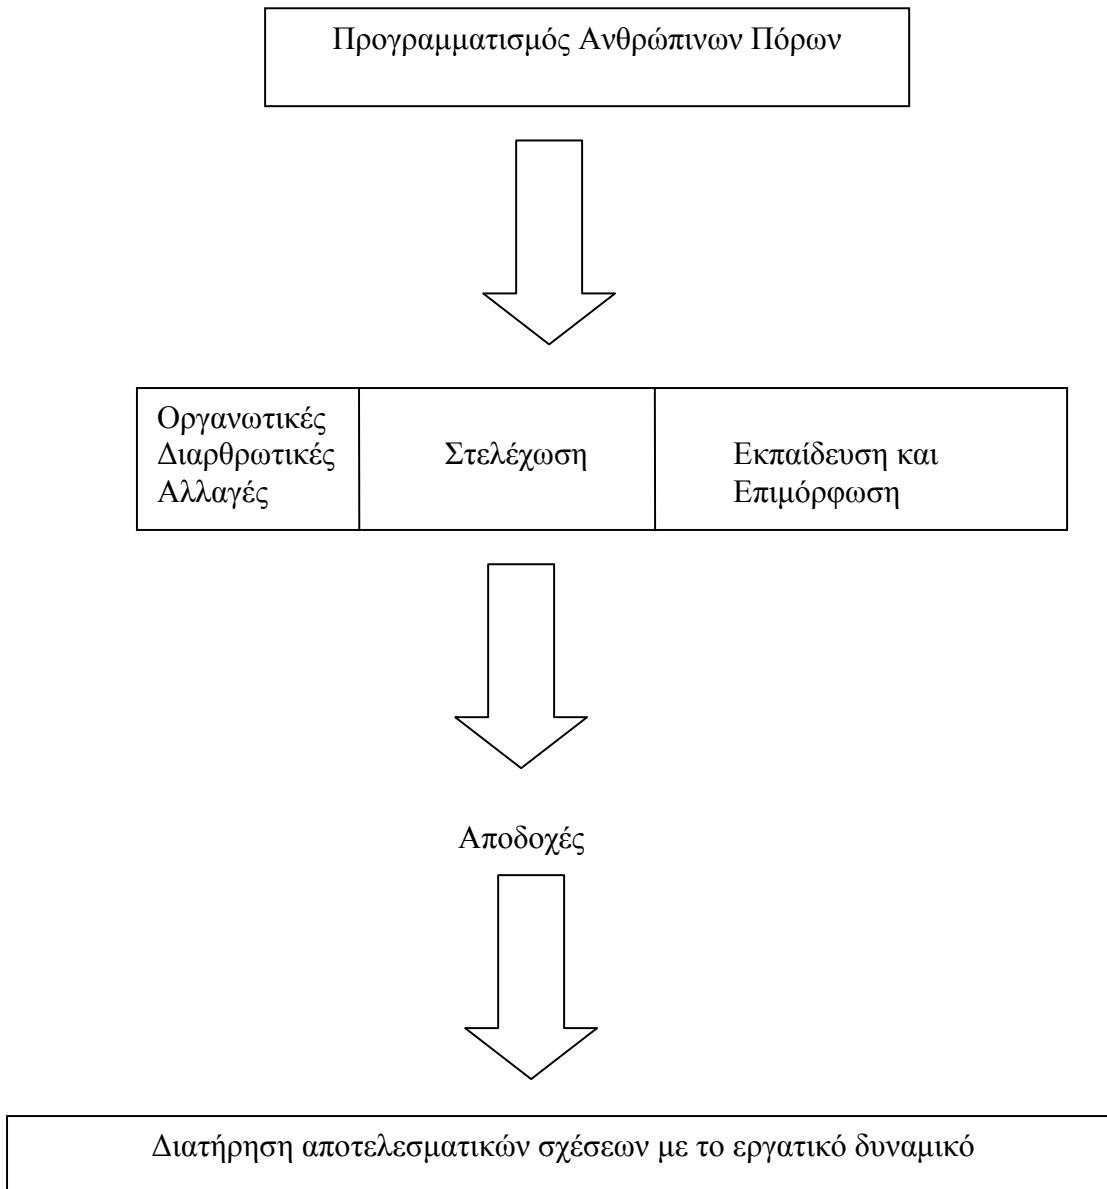 Προγραμματισμός Ανθρώπινων Πόρων
Οργανωτικές
Διαρθρωτικές
Αλλαγές
Στελέχωση
Εκπαίδευση και
Επιμόρφωση
Αποδοχές
Διατήρηση αποτελεσματικών σχέσεων με το εργατικό δυναμικό